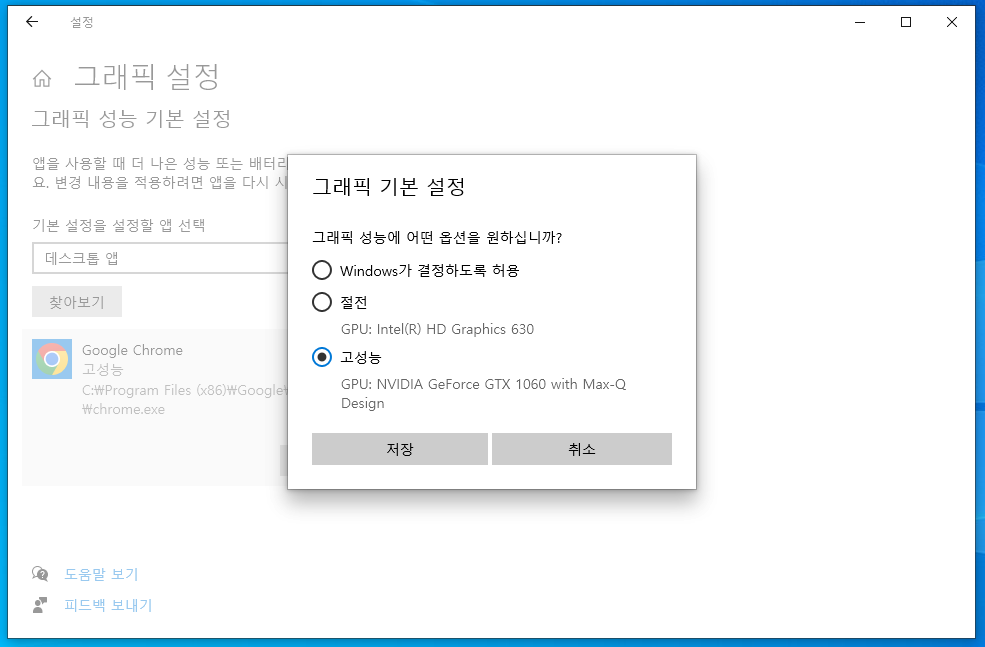 설정
그래픽 설정
그래픽 성능 기본 설정
앱을 사용할 때 더 나은 성능 또는 배터리
요. 변경 내용을 적용하려면 앱을 다시 시
기본 설정을 설정할 앱 선택
데스크톱 앱
찾아보기
Google Chrome
고성능
C:₩Program Files (x86)₩Google₩
₩chrome.exe
그래픽 기본 설정
그래픽 성능에 어떤 옵션을 원하십니까?
Windows가 결정하도록 허용
절전
GPU: Intel(R) HD Graphics 630
고성능
GPU: NVIDIA GeForce GTX 1060 with Max-Q
Design
저장
취소
도움말 보기
피드백 보내기